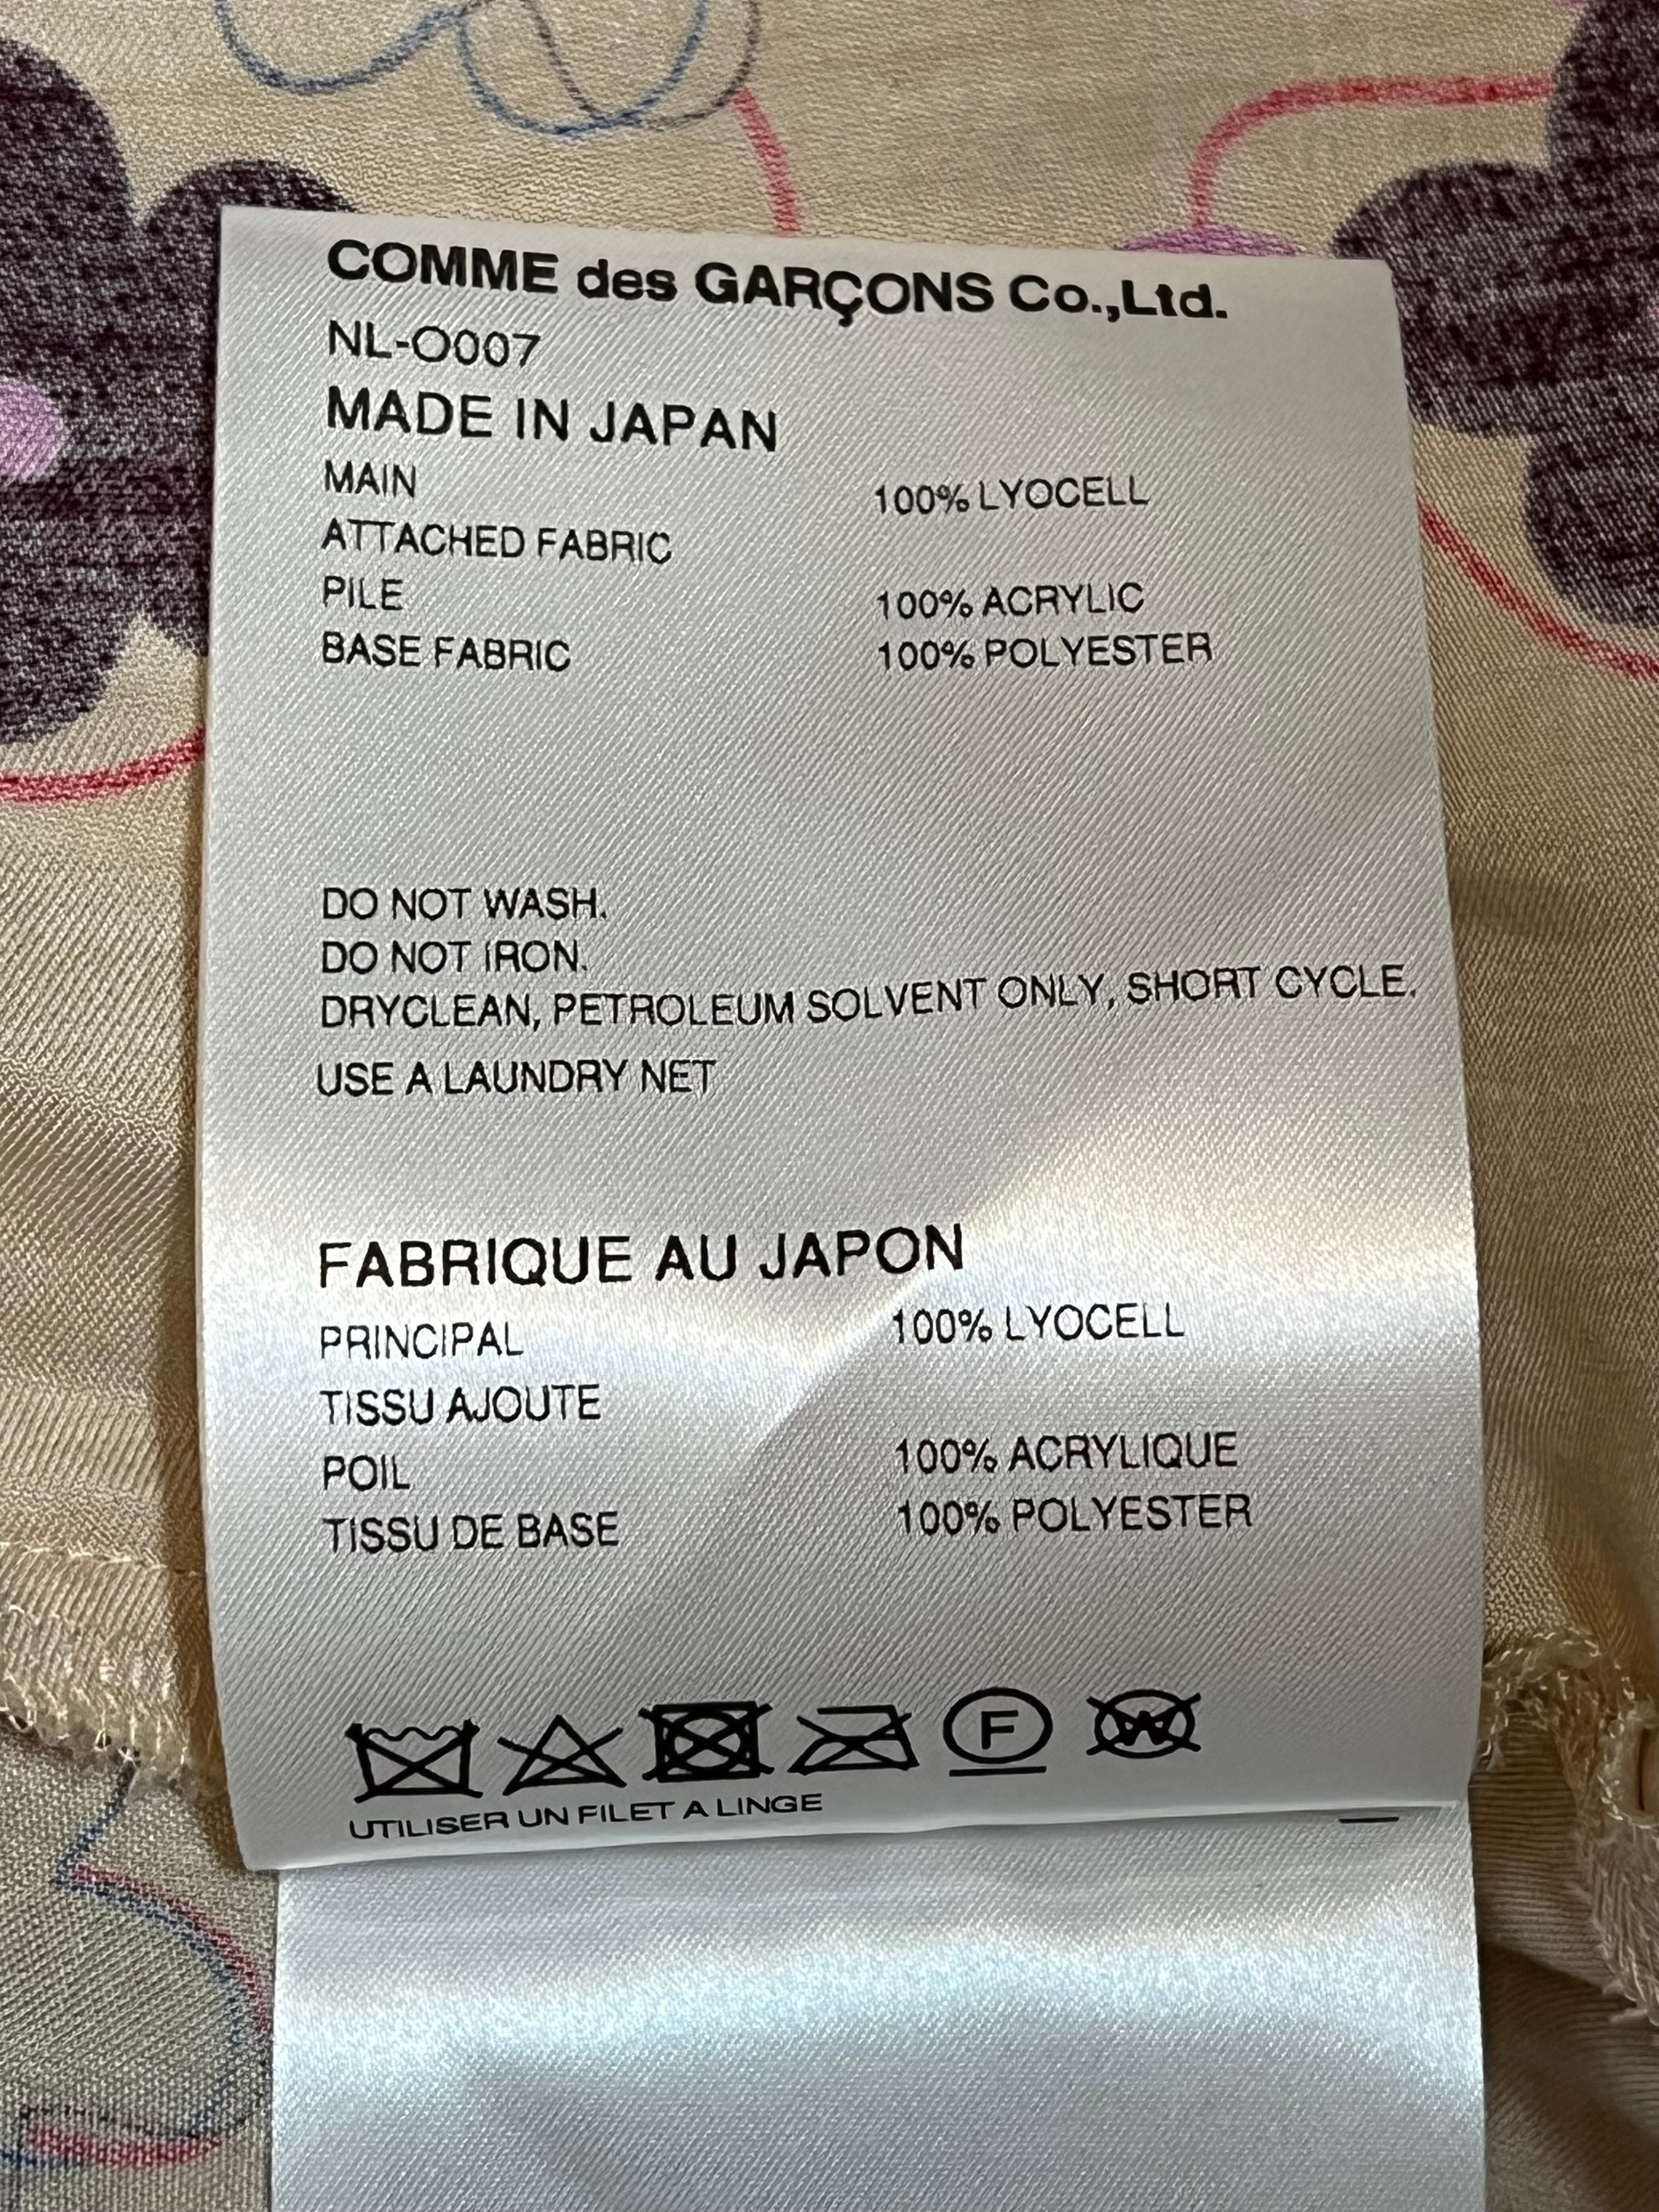 COMME des GARÇONS Co.,Ltd.
NL-O007
MADE IN JAPAN
MAIN 100% LYOCELL
ATTACHED FABRIC
PILE 100% ACRYLIC
BASE FABRIC 100% POLYESTER
DO NOT WASH.
DO NOT IRON.
DRYCLEAN, PETROLEUM SOLVENT ONLY, SHORT CYCLE.
USE A LAUNDRY NET
FABRIQUE AU JAPON
PRINCIPAL 100% LYOCELL
TISSU AJOUTE
POIL 100% ACRYLIQUE
TISSU DE BASE 100% POLYESTER
F W
UTILISER UN FILET A LINGE